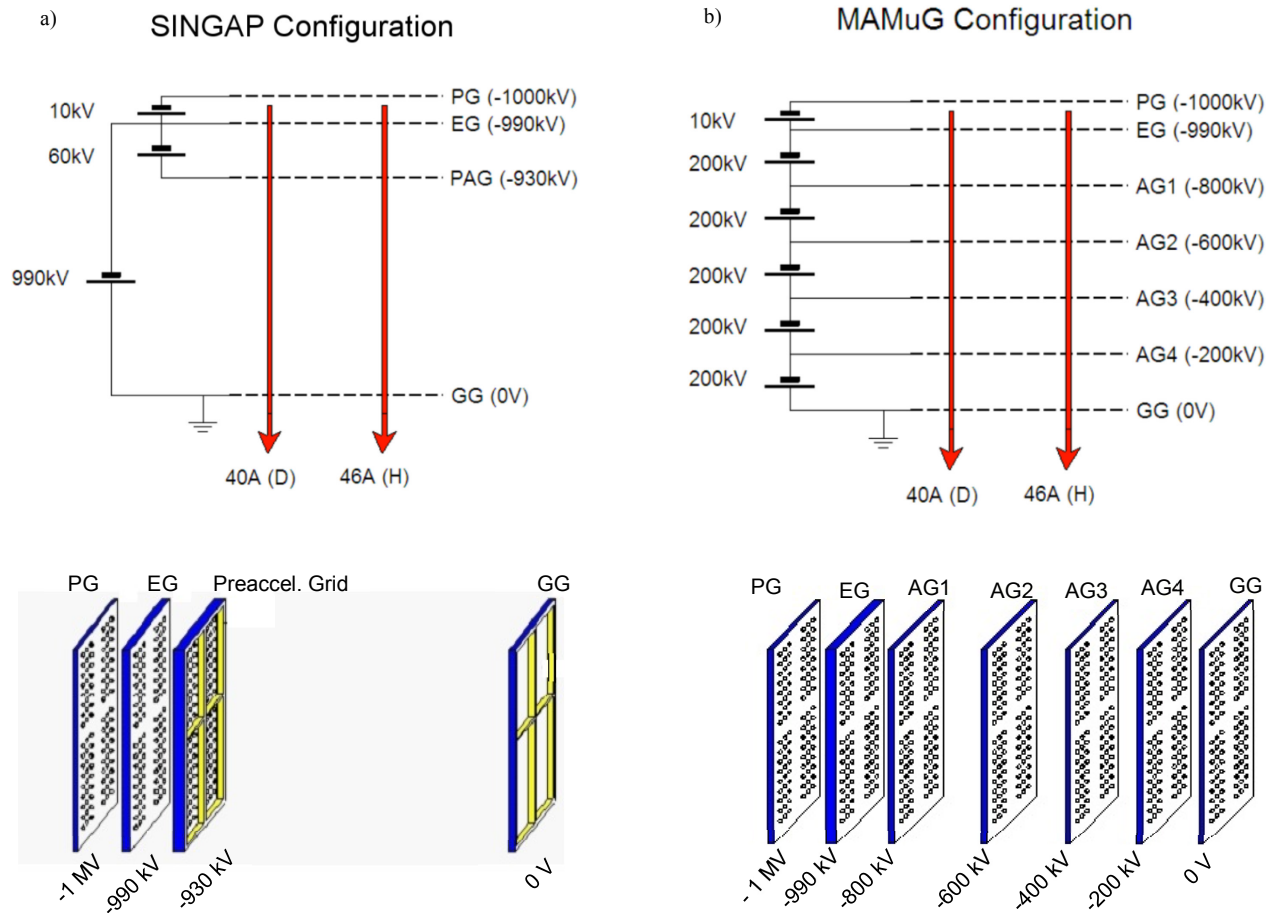 a)
SINGAP Configuration
10kV
PG (-1000kV)
EG (-990kV)
60kV
PAG (-930kV)
990kV
GG (0V)
40A (D)
46A (H)
PG
EG
Preaccel. Grid
GG
-1 MV
-990 kV
-930 kV
0 V
b)
MAMuG Configuration
PG (-1000kV)
10kV
EG (-990kV)
200kV
AG1 (-800kV)
200kV
AG2 (-600kV)
200kV
AG3 (-400kV)
200kV
AG4 (-200kV)
200kV
GG (0V)
40A (D)
46A (H)
PG
EG
AG1
AG2
AG3
AG4
GG
- 1 MV
-990 kV
-800 kV
-600 kV
-400 kV
-200 kV
0 V